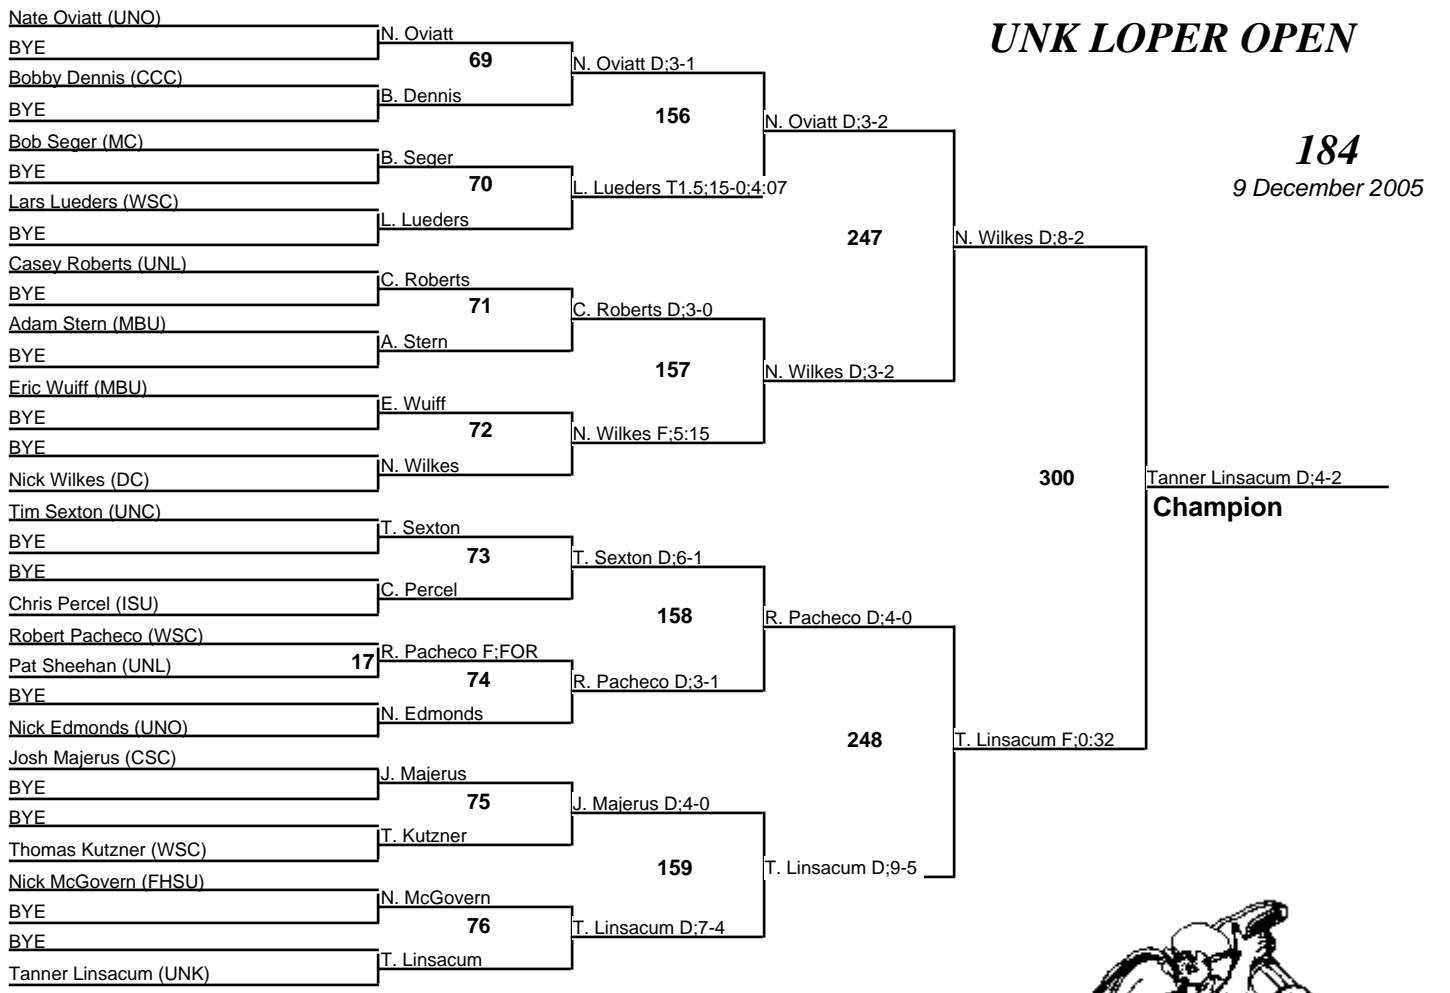 UNK LOPER OPEN
184
9 December 2005
Nate Oviatt (UNO)
BYE
Bobby Dennis (CCC)
BYE
Bob Seger (MC)
BYE
Lars Lueders (WSC)
BYE
Casey Roberts (UNL)
BYE
Adam Stern (MBU)
BYE
Eric Wuiff (MBU)
BYE
BYE
Nick Wilkes (DC)
Tim Sexton (UNC)
BYE
BYE
Chris Percel (ISU)
Robert Pacheco (WSC)
Pat Sheehan (UNL)
17
BYE
Nick Edmonds (UNO)
Josh Majerus (CSC)
BYE
BYE
Thomas Kutzner (WSC)
Nick McGovern (FHSU)
BYE
BYE
Tanner Linsacum (UNK)
N. Oviatt
69
B. Dennis
B. Seger
70
L. Lueders
C. Roberts
71
A. Stern
E. Wuiff
72
N. Wilkes
T. Sexton
73
C. Percel
R. Pacheco F;FOR
74
N. Edmonds
J. Majerus
75
T. Kutzner
N. McGovern
76
T. Linsacum
N. Oviatt D;3-1
156
L. Lueders T1.5;15-0;4:07
C. Roberts D;3-0
157
N. Wilkes F;5:15
T. Sexton D;6-1
158
R. Pacheco D;3-1
J. Majerus D;4-0
159
T. Linsacum D;7-4
N. Oviatt D;3-2
247
N. Wilkes D;3-2
R. Pacheco D;4-0
248
T. Linsacum D;9-5
N. Wilkes D;8-2
300
T. Linsacum F;0:32
Tanner Linsacum D;4-2
Champion